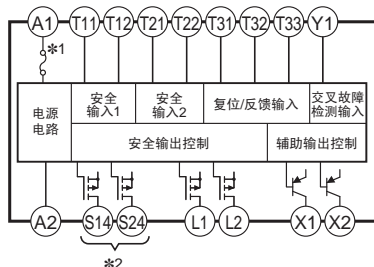 A1 T11 T12 T21 T22 T31 T32 T33 Y1
*1
电源
电路
安全
输入1
安全
输入2
复位/反馈输入
交叉故障
检测输入
安全输出控制
辅助输出控制
A2 S14 S24 L1 L2 X1 X2
*2